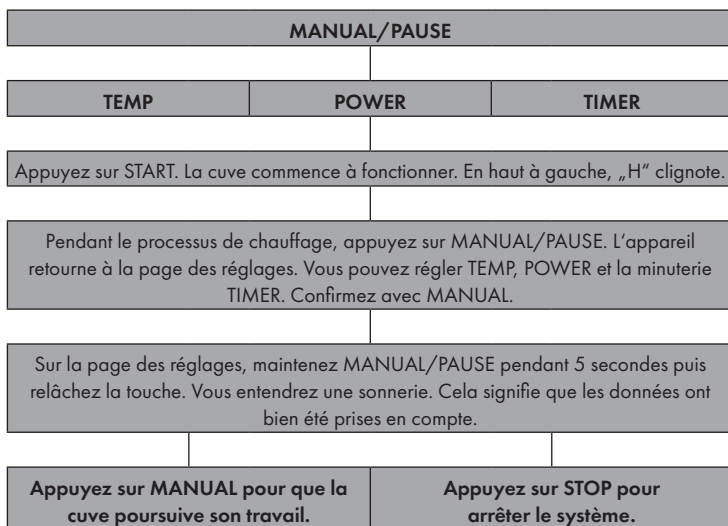 MANUAL/PAUSE
TEMP POWER TIMER
Appuyez sur START. La cuve commence à fonctionner. En haut à gauche, „H“ clignote.
Pendant le processus de chauffage, appuyez sur MANUAL/PAUSE. L‘appareil
retourne à la page des réglages. Vous pouvez régler TEMP, POWER et la minuterie
TIMER. Confirmez avec MANUAL.
Sur la page des réglages, maintenez MANUAL/PAUSE pendant 5 secondes puis
relâchez la touche. Vous entendrez une sonnerie. Cela signifie que les données ont
bien été prises en compte.
Appuyez sur MANUAL pour que la
cuve poursuive son travail.
Appuyez sur STOP pour
arrêter le système.